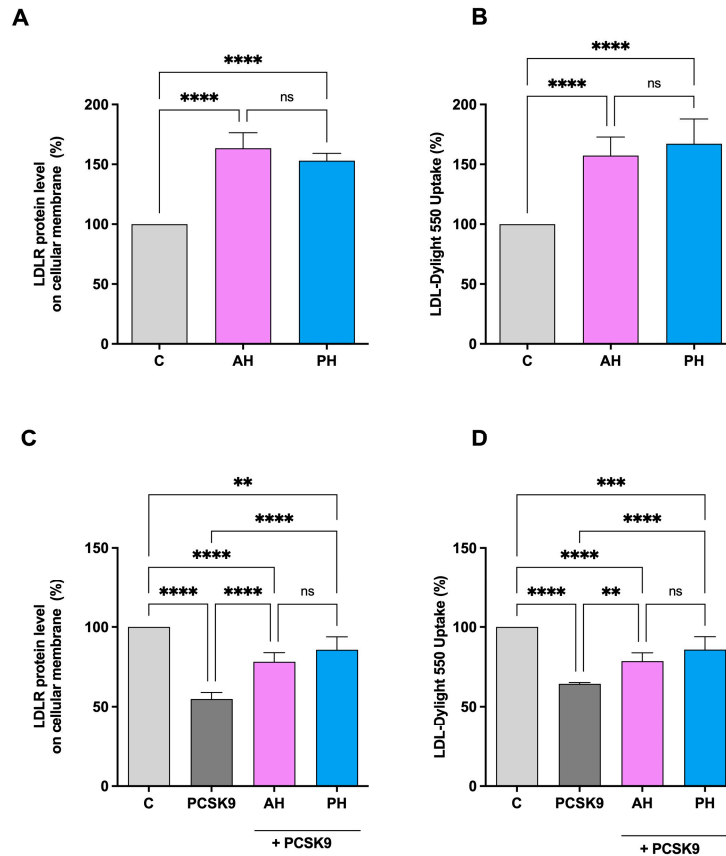 A
B
****
****
ns
****
****
ns
LDLR protein level
on cellular membrane (%)
200
150
100
50
0
C
AH
PH
LDL-Dylight 550 Uptake (%)
200
150
100
50
0
C
AH
PH
C
D
**
****
****
****
****
ns
LDLR protein level
on cellular membrane (%)
150
100
50
0
C
PCSK9
AH
PH
+ PCSK9
***
****
****
****
**
ns
LDL-Dylight 550 Uptake (%)
150
100
50
0
C
PCSK9
AH
PH
+ PCSK9